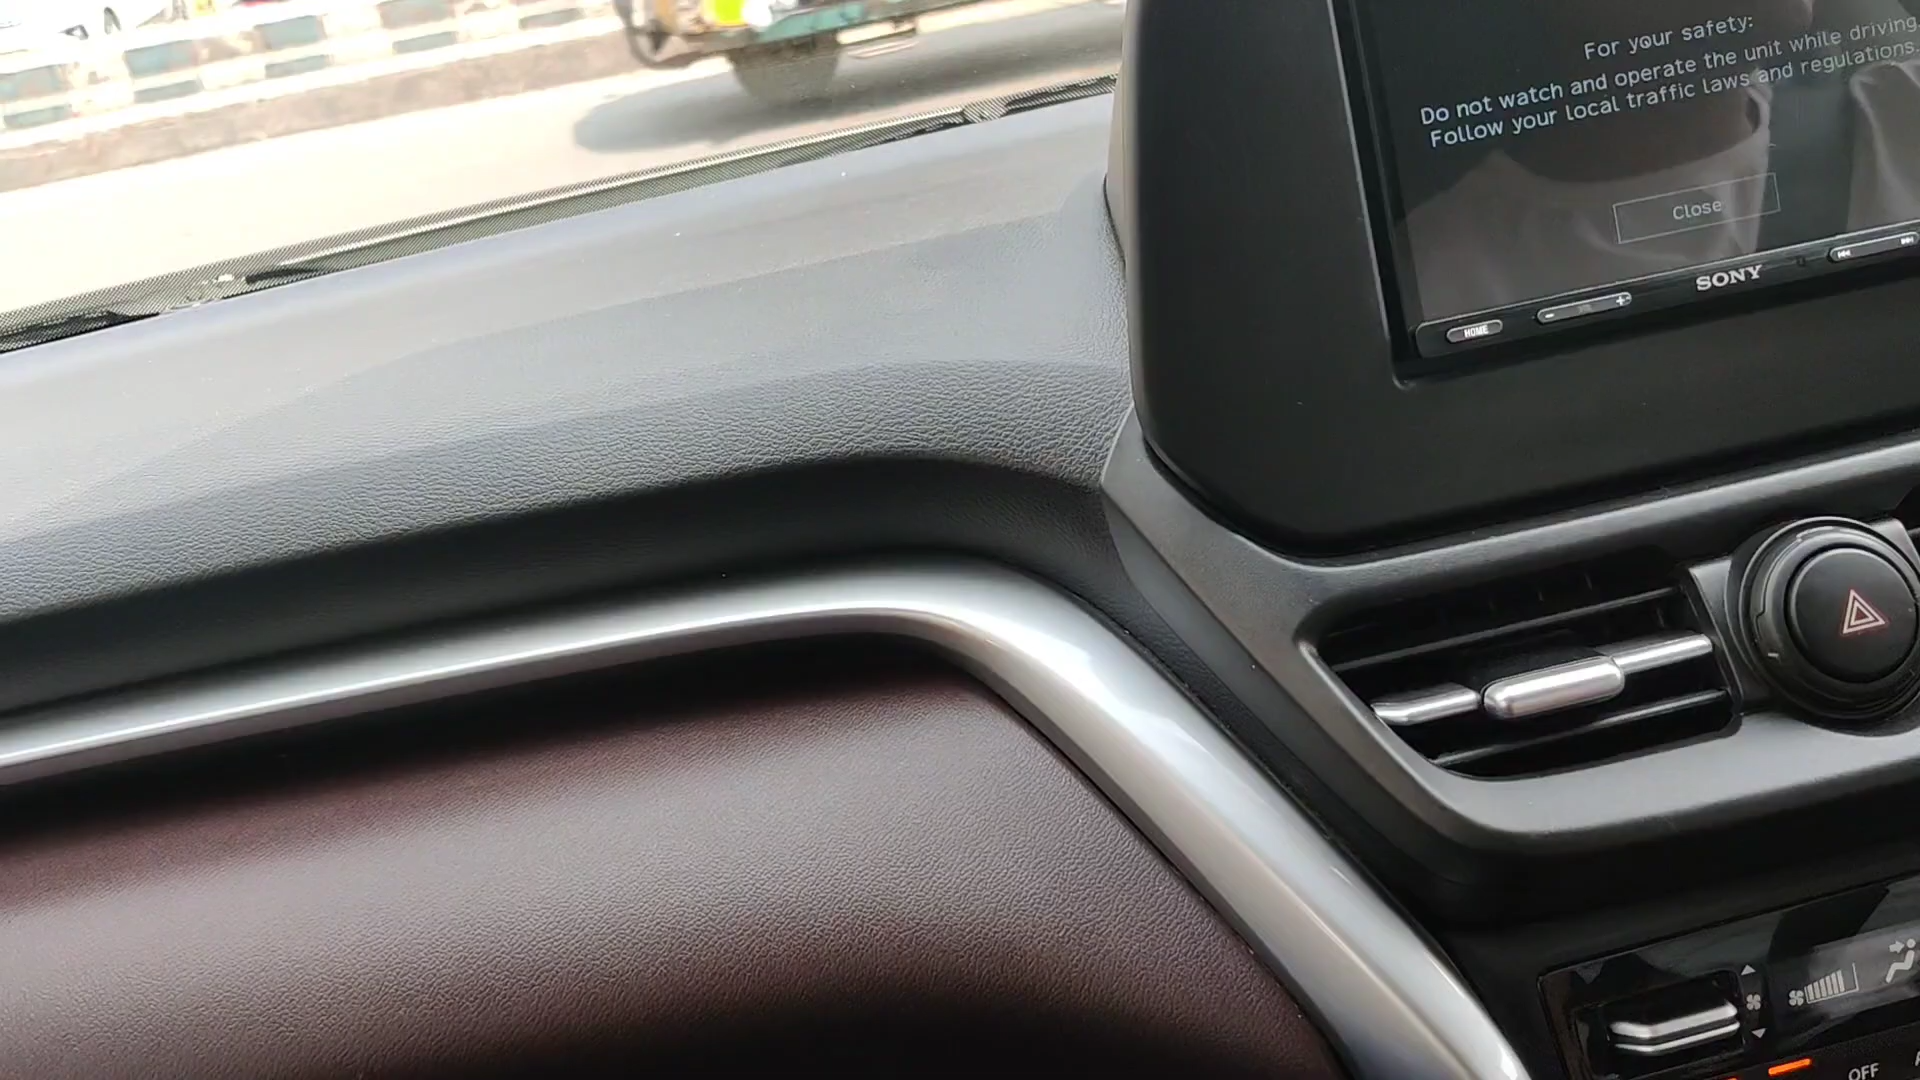 For your safety:
Do not watch and operate the unit while driving.
Follow your local traffic laws and regulations.
Close
SONY
HOME
OFF